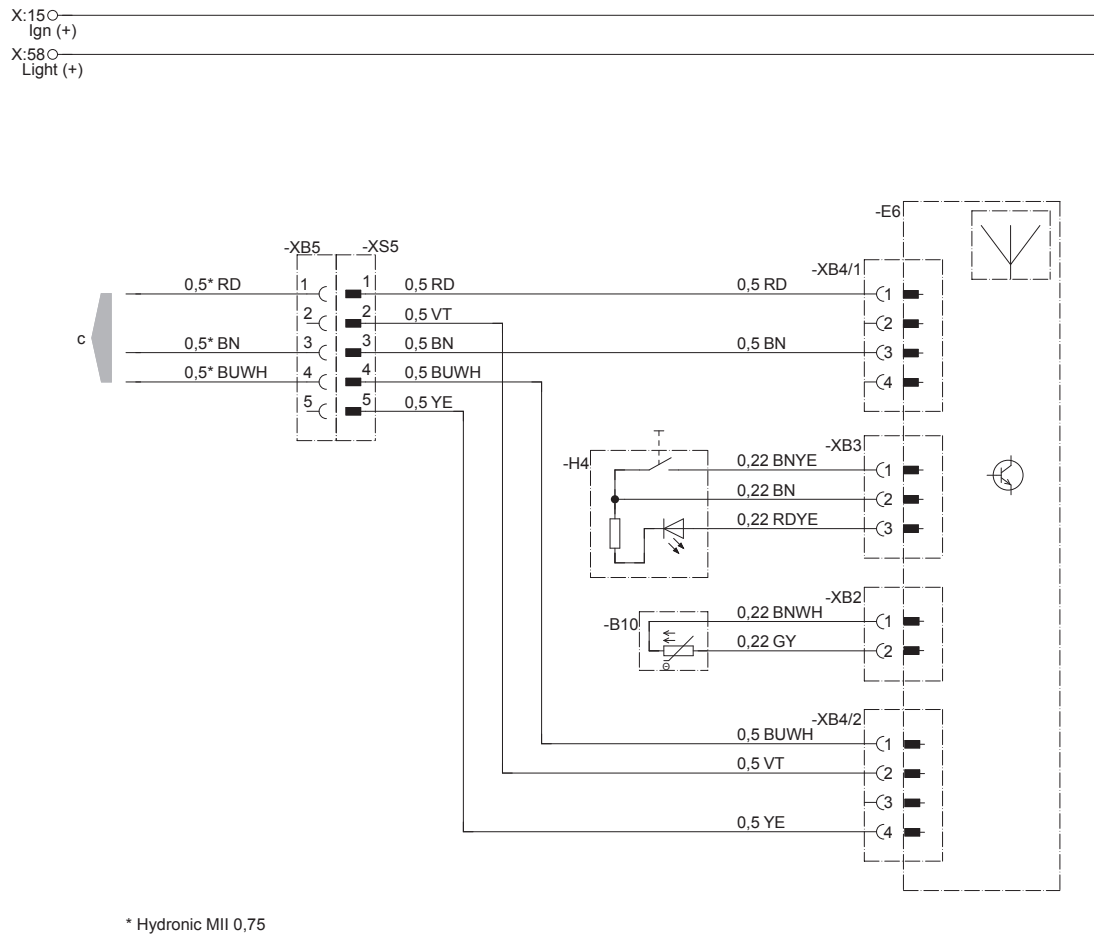 X:15
Ign (+)
X:58
Light (+)
-E6
-XB5 -XS5
-XB4/1
0,5* RD 1 1 0,5 RD 0,5 RD 1
2 2 0,5 VT 2
c
0,5* BN 3 3 0,5 BN 0,5 BN 3
0,5* BUWH 4 4 0,5 BUWH 4
5 5 0,5 YE
-XB3
-H4
0,22 BNYE 1
0,22 BN 2
0,22 RDYE 3
-XB2
-B10
0,22 BNWH 1
0,22 GY 2
-XB4/2
0,5 BUWH 1
0,5 VT 2
3
0,5 YE 4
* Hydronic MII 0,75